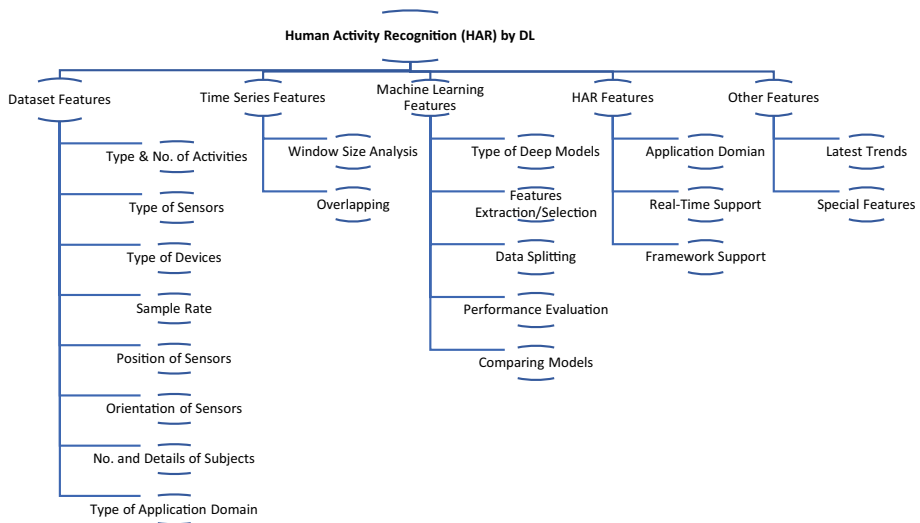 Human Activity Recognition (HAR) by DL
Dataset Features
Type & No. of Activities
Type of Sensors
Type of Devices
Sample Rate
Position of Sensors
Orientation of Sensors
No. and Details of Subjects
Type of Application Domain
Time Series Features
Window Size Analysis
Overlapping
Machine Learning
Features
Type of Deep Models
Features
Extraction/Selection
Data Splitting
Performance Evaluation
Comparing Models
HAR Features
Application Domian
Real-Time Support
Framework Support
Other Features
Latest Trends
Special Features